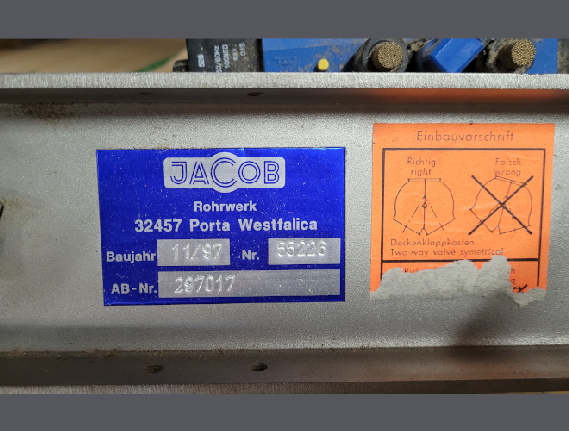 JACOB
Rohrwerk
32457 Porta Westfalica
Baujahr 11/97 Nr. 55226
AB-Nr. 297017
Einbauvorschrift
Richtig
right
Falsch
wrong
Deckenklappkasten
Two-way valve symetrical